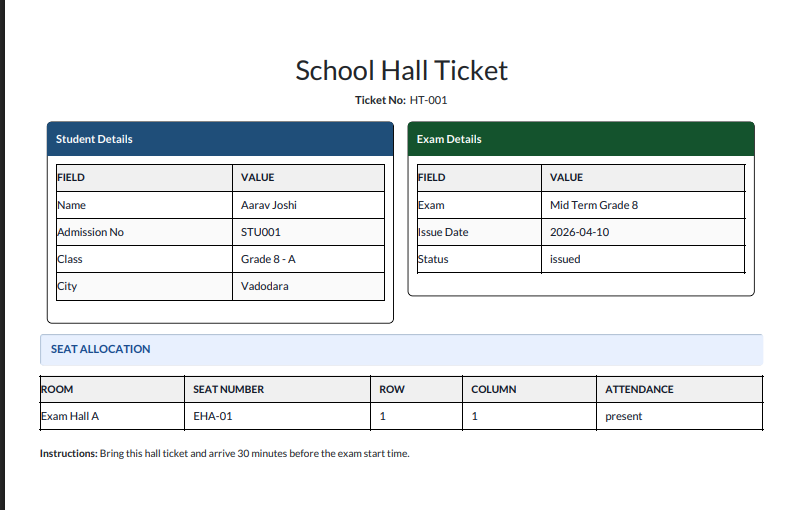 School Hall Ticket
Ticket No: HT-001
Student Details
FIELD VALUE
Name Aarav Joshi
Admission No STU001
Class Grade 8 - A
City Vadodara
Exam Details
FIELD VALUE
Exam Mid Term Grade 8
Issue Date 2026-04-10
Status issued
SEAT ALLOCATION
ROOM SEAT NUMBER ROW COLUMN ATTENDANCE
Exam Hall A EHA-01 1 1 present
Instructions: Bring this hall ticket and arrive 30 minutes before the exam start time.